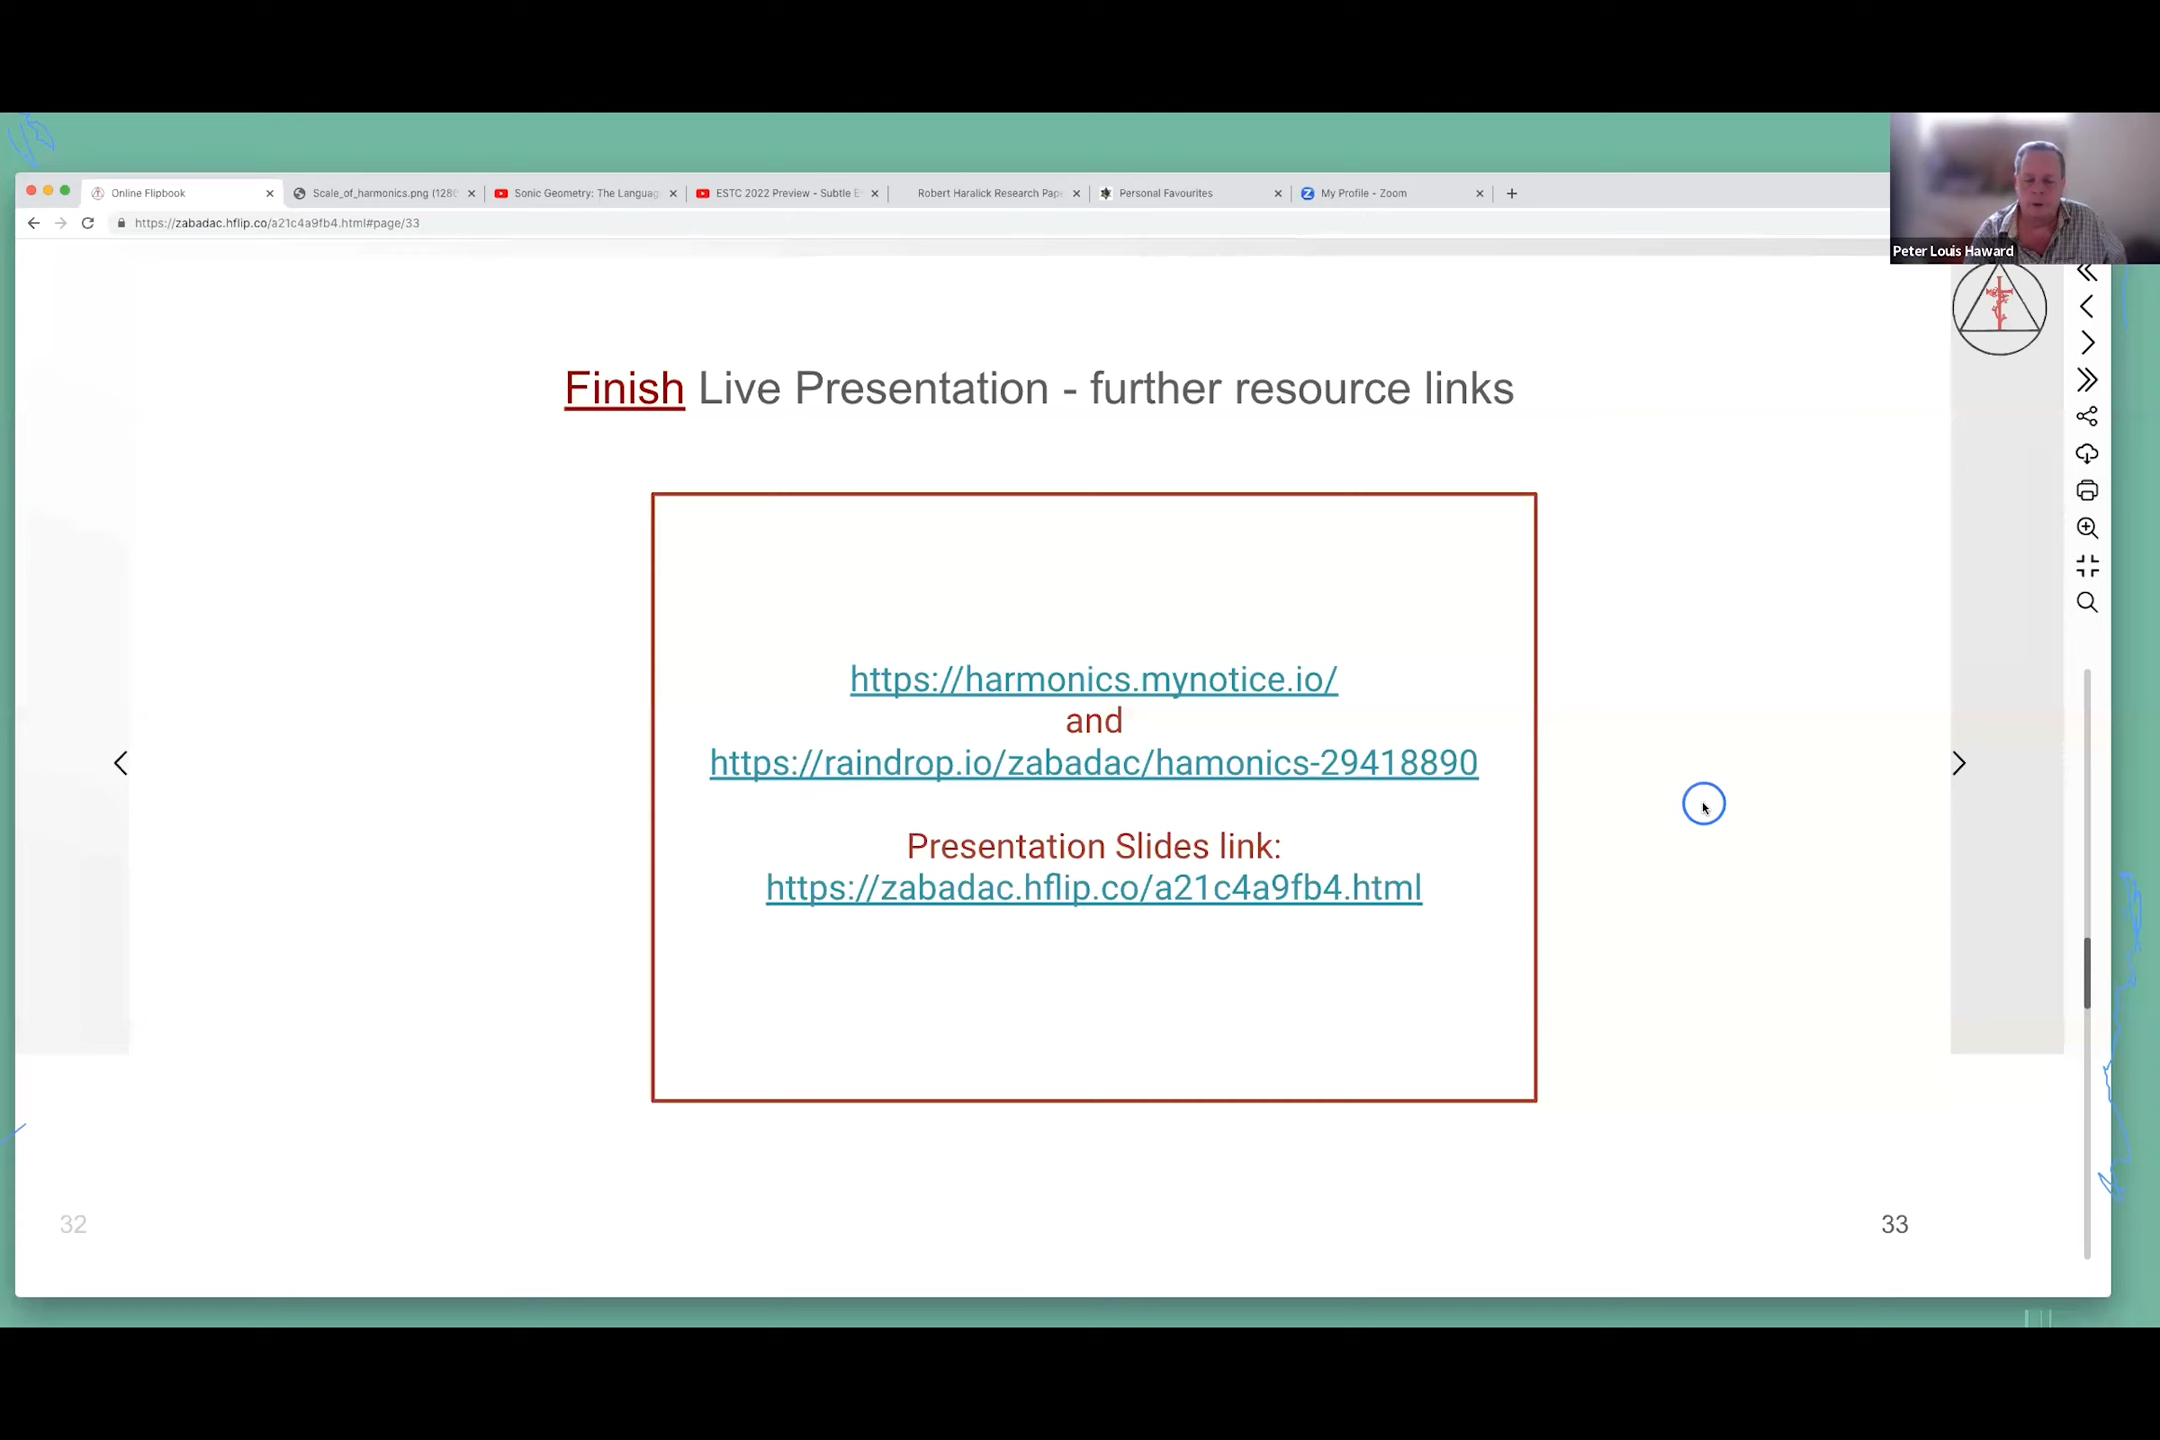 Online Flipbook
Scale_of_harmonics.png (128
Sonic Geometry: The Languag
ESTC 2022 Preview - Subtle E
Robert Haralick Research Pap
Personal Favourites
My Profile - Zoom
https://zabadac.hflip.co/a21c4a9fb4.html#page/33
Peter Louis Haward
Finish Live Presentation - further resource links
https://harmonics.mynotice.io/
and
https://raindrop.io/zabadac/hamonics-29418890
Presentation Slides link:
https://zabadac.hflip.co/a21c4a9fb4.html
32
33